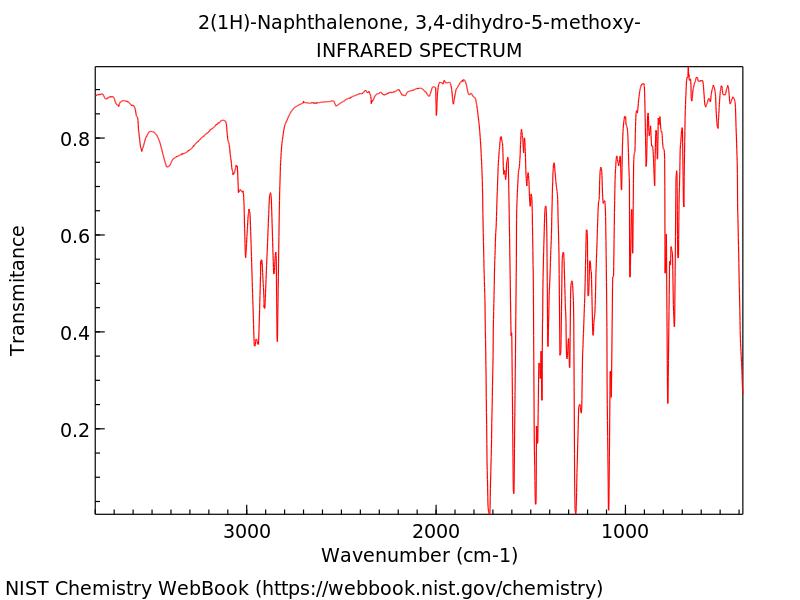 2(1H)-Naphthalenone, 3,4-dihydro-5-methoxy-
INFRARED SPECTRUM
0.8
0.6
0.4
0.2
Transmitance
3000 2000 1000
Wavenumber (cm-1)
NIST Chemistry WebBook (https://webbook.nist.gov/chemistry)